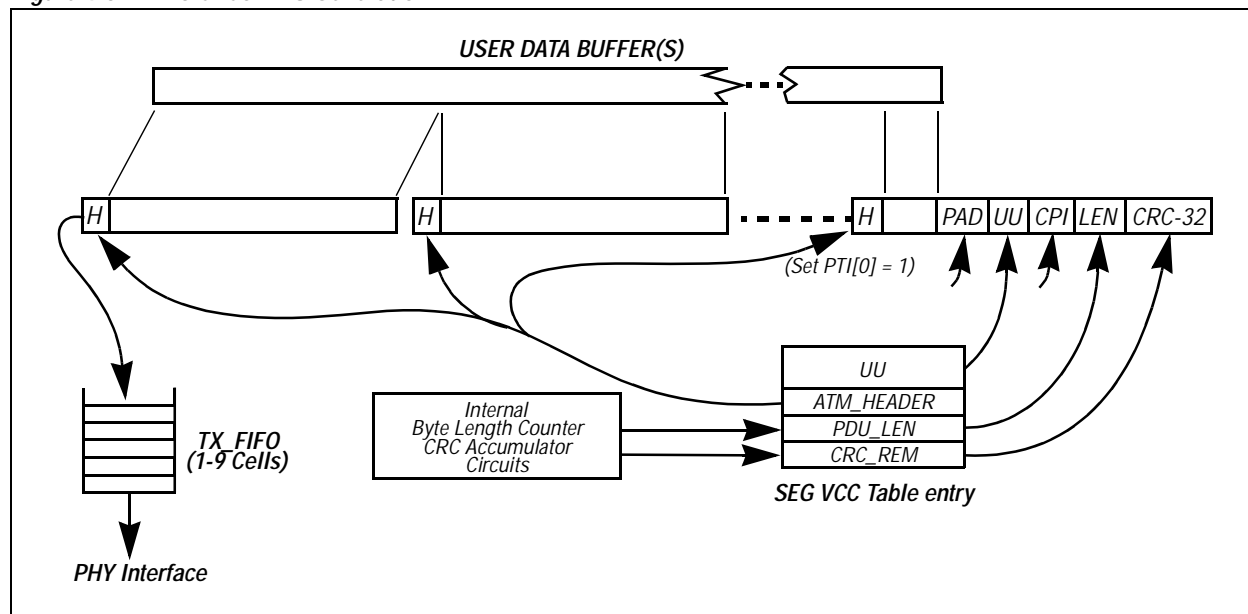 USER DATA BUFFER(S)
H
H
H
PAD
UU
CPI
LEN
CRC-32
(Set PTI[0] = 1)
UU
ATM_HEADER
PDU_LEN
CRC_REM
SEG VCC Table entry
Internal
Byte Length Counter
CRC Accumulator
Circuits
TX_FIFO
(1-9 Cells)
PHY Interface